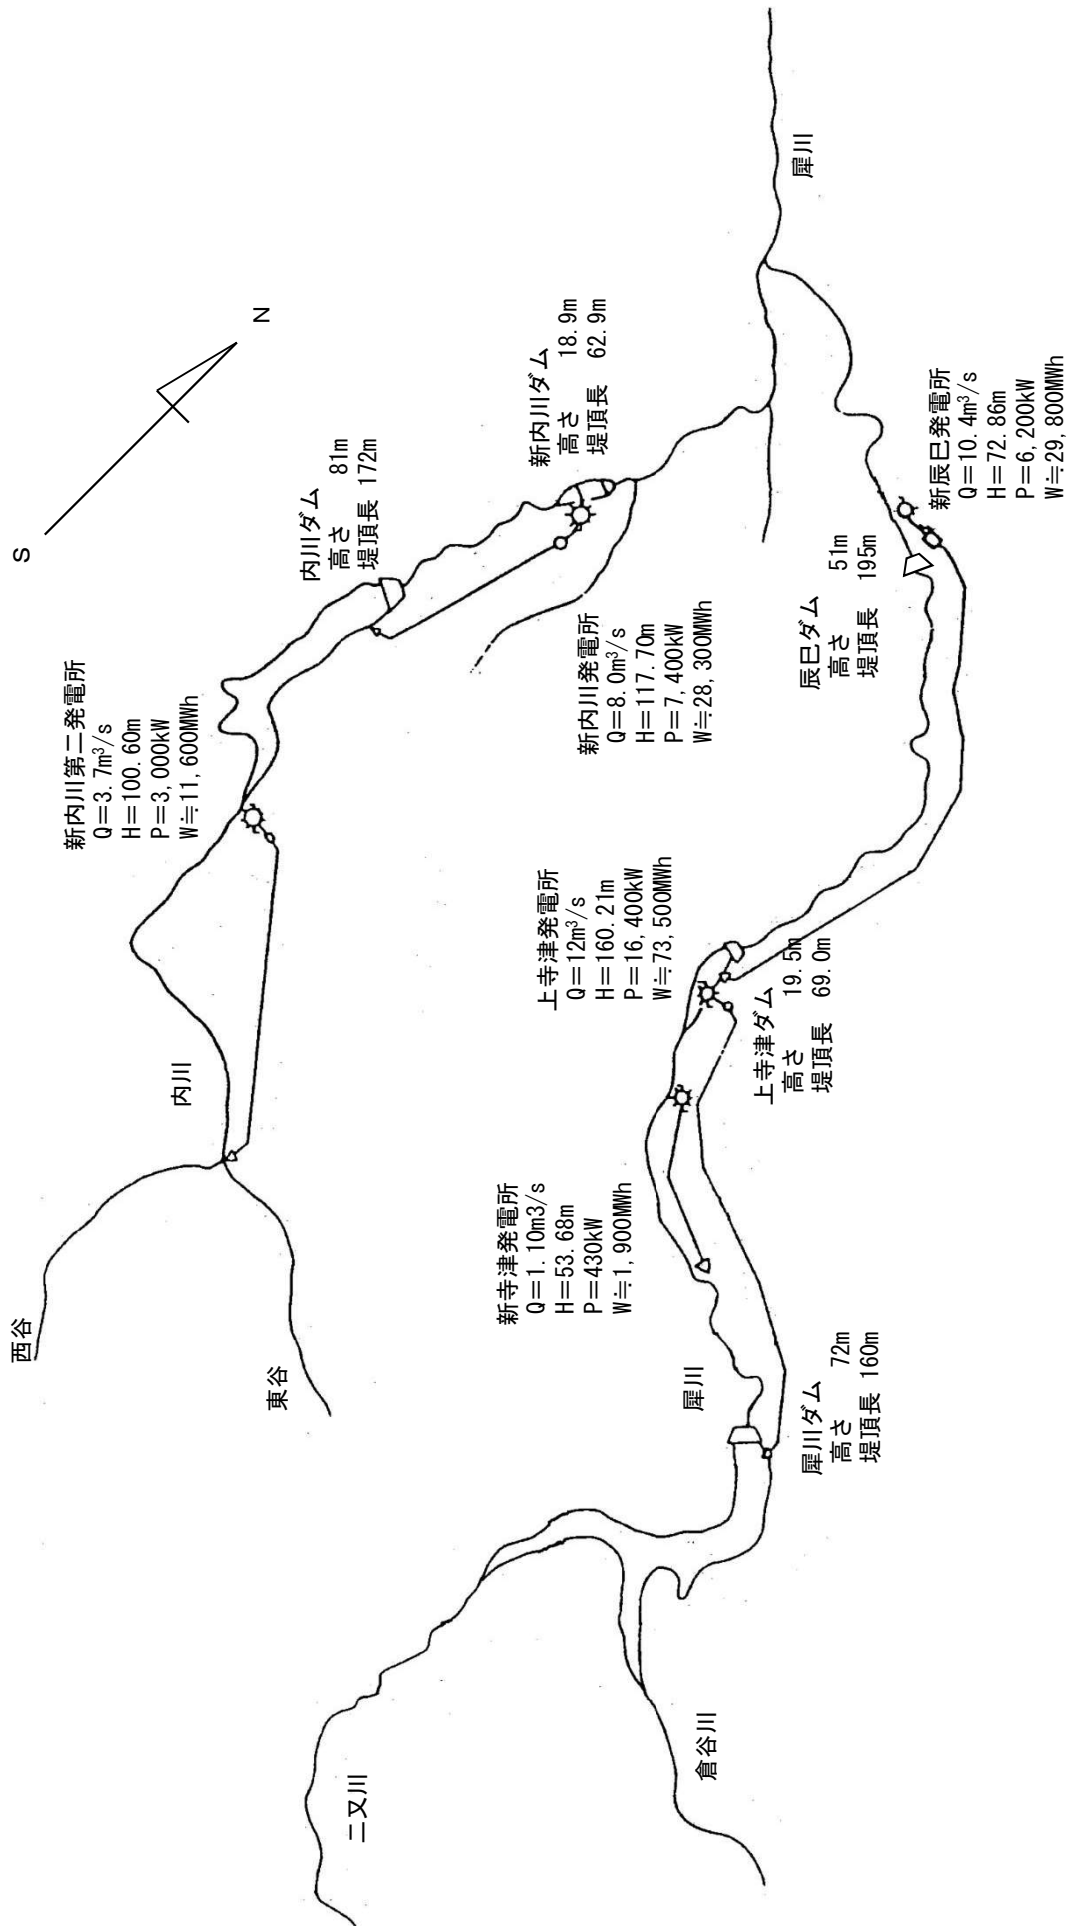 S
N
西谷
東谷
内川
新内川第二発電所
Q=3.7m³/s
H=100.60m
P=3,000kW
W≒11,600MWh
内川ダム
高さ 81m
堤頂長 172m
新内川ダム
高さ 18.9m
堤頂長 62.9m
新内川発電所
Q=8.0m³/s
H=117.70m
P=7,400kW
W≒28,300MWh
犀川
二又川
倉谷川
犀川ダム
高さ 72m
堤頂長 160m
犀川
新寺津発電所
Q=1.10m3/s
H=53.68m
P=430kW
W≒1,900MWh
上寺津発電所
Q=12m³/s
H=160.21m
P=16,400kW
W≒73,500MWh
上寺津ダム
高さ 19.5m
堤頂長 69.0m
辰巳ダム
高さ 51m
堤頂長 195m
新辰巳発電所
Q=10.4m³/s
H=72.86m
P=6,200kW
W≒29,800MWh